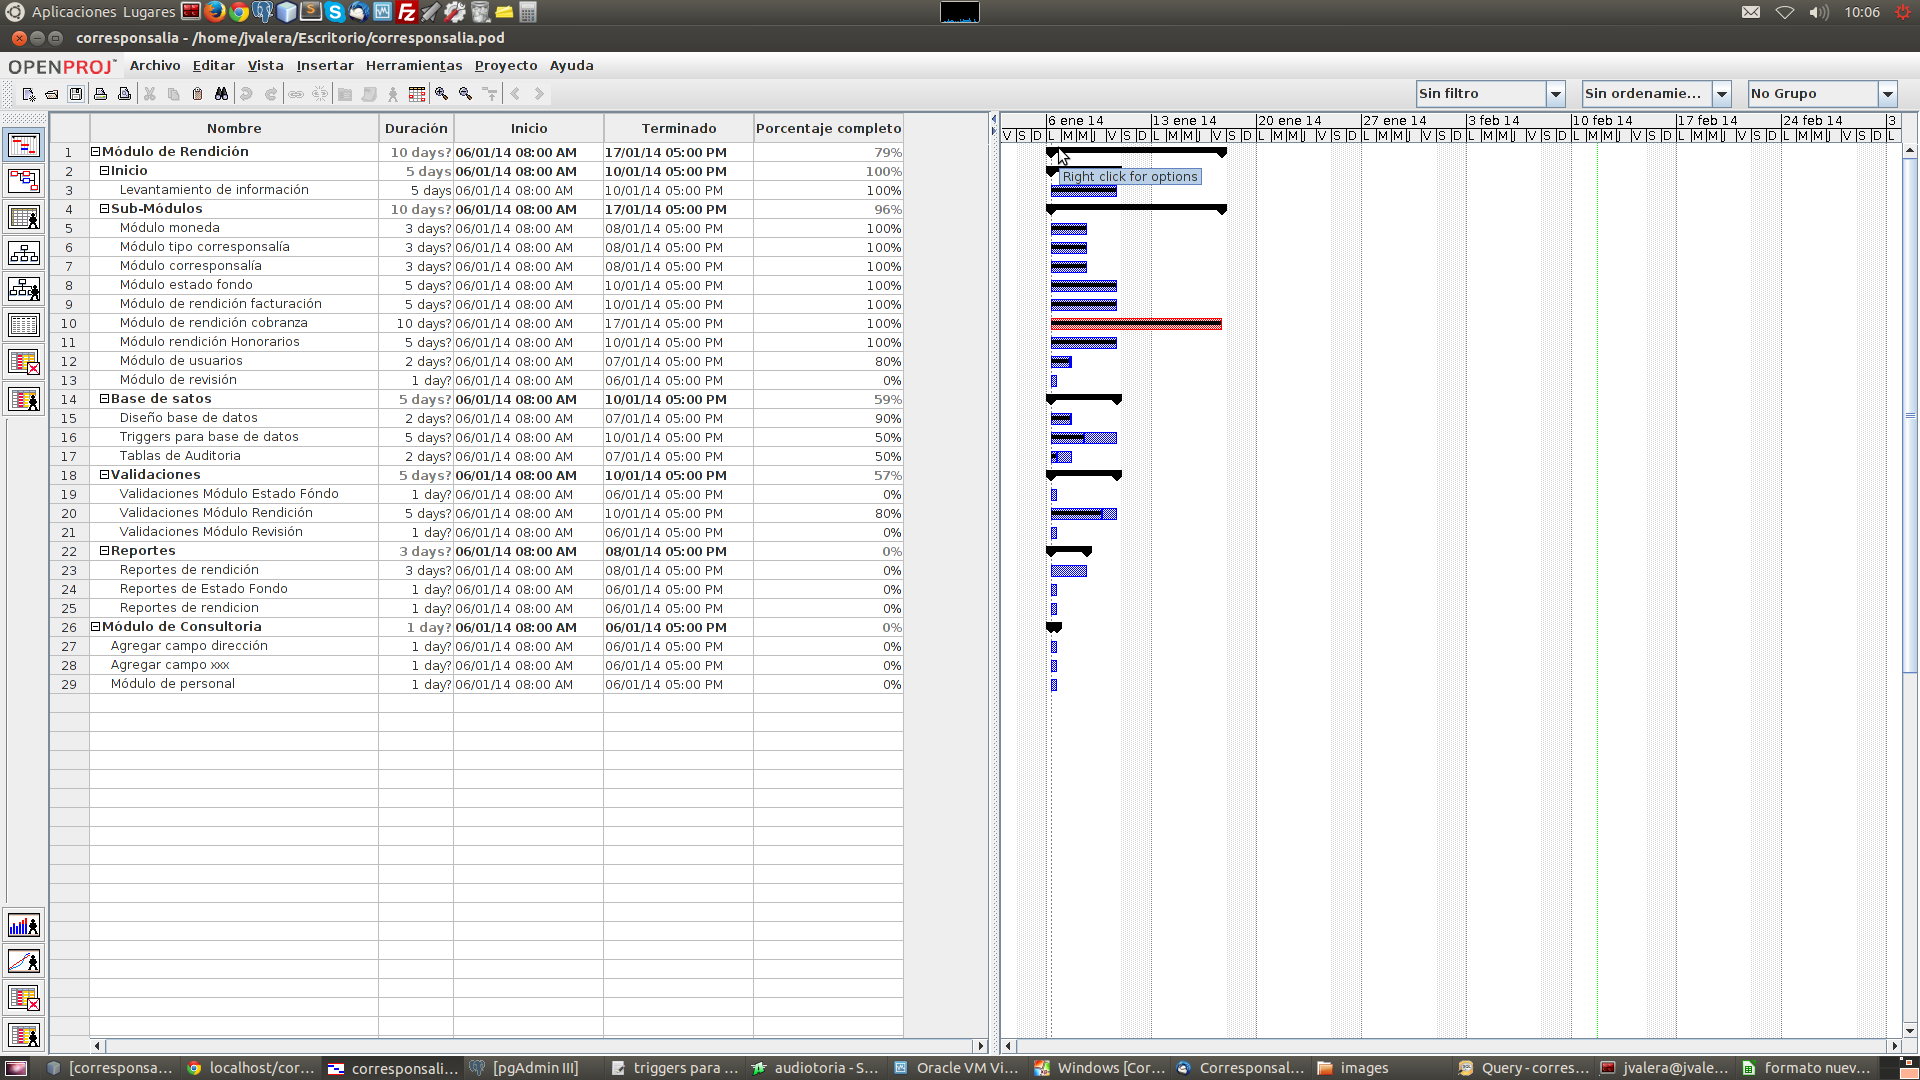 Aplicaciones Lugares 10:06
corresponsalia - /home/jvalera/Escritorio/corresponsalia.pod
OPENPROJ Archivo Editar Vista Insertar Herramientas Proyecto Ayuda
Sin filtro Sin ordenamie... No Grupo
Nombre Duración Inicio Terminado Porcentaje completo
6 ene 14 13 ene 14 20 ene 14 27 ene 14 3 feb 14 10 feb 14 17 feb 14 24 feb 14 3
V S D L M M J V S D L M M J V S D L M M J V S D L M M J V S D L M M J V S D L M M J V S D L M M J V S D L M M J V S D L
1 Módulo de Rendición 10 days? 06/01/14 08:00 AM 17/01/14 05:00 PM 79%
2 Inicio 5 days 06/01/14 08:00 AM 10/01/14 05:00 PM 100%
Right click for options
3 Levantamiento de información 5 days 06/01/14 08:00 AM 10/01/14 05:00 PM 100%
4 Sub-Módulos 10 days? 06/01/14 08:00 AM 17/01/14 05:00 PM 96%
5 Módulo moneda 3 days? 06/01/14 08:00 AM 08/01/14 05:00 PM 100%
6 Módulo tipo corresponsalía 3 days? 06/01/14 08:00 AM 08/01/14 05:00 PM 100%
7 Módulo corresponsalía 3 days? 06/01/14 08:00 AM 08/01/14 05:00 PM 100%
8 Módulo estado fondo 5 days? 06/01/14 08:00 AM 10/01/14 05:00 PM 100%
9 Módulo de rendición facturación 5 days? 06/01/14 08:00 AM 10/01/14 05:00 PM 100%
10 Módulo de rendición cobranza 10 days? 06/01/14 08:00 AM 17/01/14 05:00 PM 100%
11 Módulo rendición Honorarios 5 days? 06/01/14 08:00 AM 10/01/14 05:00 PM 100%
12 Módulo de usuarios 2 days? 06/01/14 08:00 AM 07/01/14 05:00 PM 80%
13 Módulo de revisión 1 day? 06/01/14 08:00 AM 06/01/14 05:00 PM 0%
14 Base de satos 5 days? 06/01/14 08:00 AM 10/01/14 05:00 PM 59%
15 Diseño base de datos 2 days? 06/01/14 08:00 AM 07/01/14 05:00 PM 90%
16 Triggers para base de datos 5 days? 06/01/14 08:00 AM 10/01/14 05:00 PM 50%
17 Tablas de Auditoria 2 days? 06/01/14 08:00 AM 07/01/14 05:00 PM 50%
18 Validaciones 5 days? 06/01/14 08:00 AM 10/01/14 05:00 PM 57%
19 Validaciones Módulo Estado Fóndo 1 day? 06/01/14 08:00 AM 06/01/14 05:00 PM 0%
20 Validaciones Módulo Rendición 5 days? 06/01/14 08:00 AM 10/01/14 05:00 PM 80%
21 Validaciones Módulo Revisión 1 day? 06/01/14 08:00 AM 06/01/14 05:00 PM 0%
22 Reportes 3 days? 06/01/14 08:00 AM 08/01/14 05:00 PM 0%
23 Reportes de rendición 3 days? 06/01/14 08:00 AM 08/01/14 05:00 PM 0%
24 Reportes de Estado Fondo 1 day? 06/01/14 08:00 AM 06/01/14 05:00 PM 0%
25 Reportes de rendicion 1 day? 06/01/14 08:00 AM 06/01/14 05:00 PM 0%
26 Módulo de Consultoria 1 day? 06/01/14 08:00 AM 06/01/14 05:00 PM 0%
27 Agregar campo dirección 1 day? 06/01/14 08:00 AM 06/01/14 05:00 PM 0%
28 Agregar campo xxx 1 day? 06/01/14 08:00 AM 06/01/14 05:00 PM 0%
29 Módulo de personal 1 day? 06/01/14 08:00 AM 06/01/14 05:00 PM 0%
[corresponsa... localhost/cor... corresponsali... [pgAdmin III] triggers para ... audiotoria - S... Oracle VM Vi... Windows [Cor... Corresponsal... images Query - corres... jvalera@jvale... formato nuev...